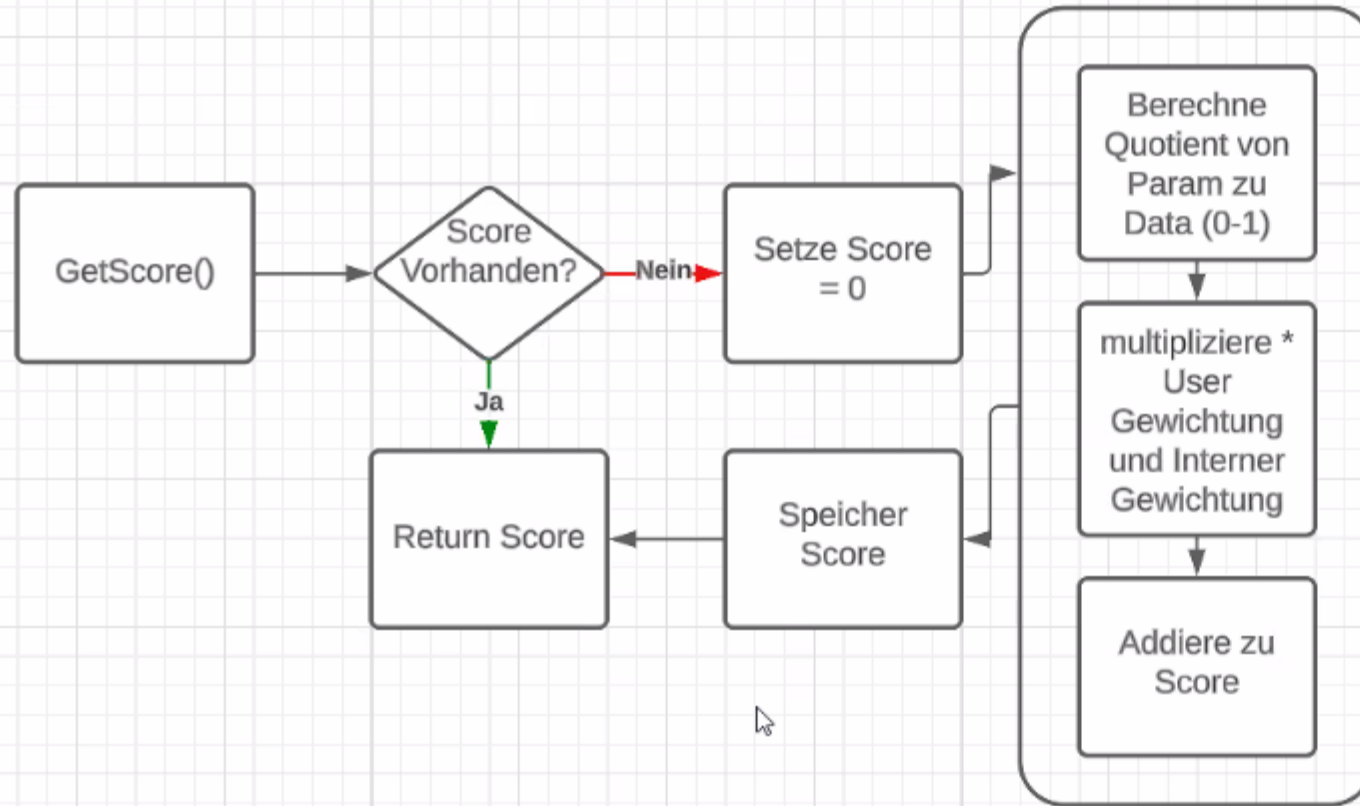 GetScore()
Score
Vorhanden?
Nein
Ja
Setze Score
= 0
Return Score
Speicher
Score
Berechne
Quotient von
Param zu
Data (0-1)
multipliziere *
User
Gewichtung
und Interner
Gewichtung
Addiere zu
Score